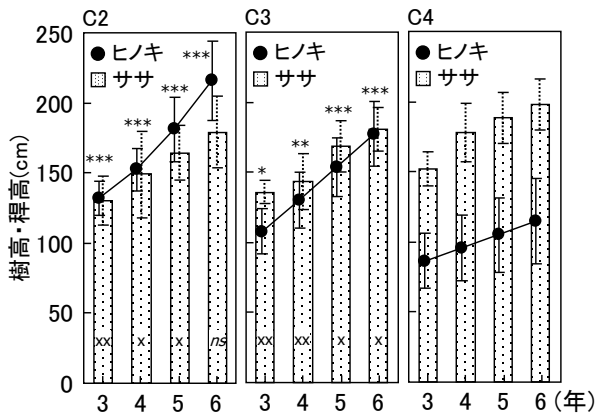 C2
C3
C4
250
200
150
100
50
0
樹高・稈高(cm)
ヒノキ
ササ
***
***
***
***
xx
x
x
ns
3 4 5 6
ヒノキ
ササ
*
**
***
***
xx
xx
x
x
3 4 5 6
ヒノキ
ササ
3 4 5 6 (年)